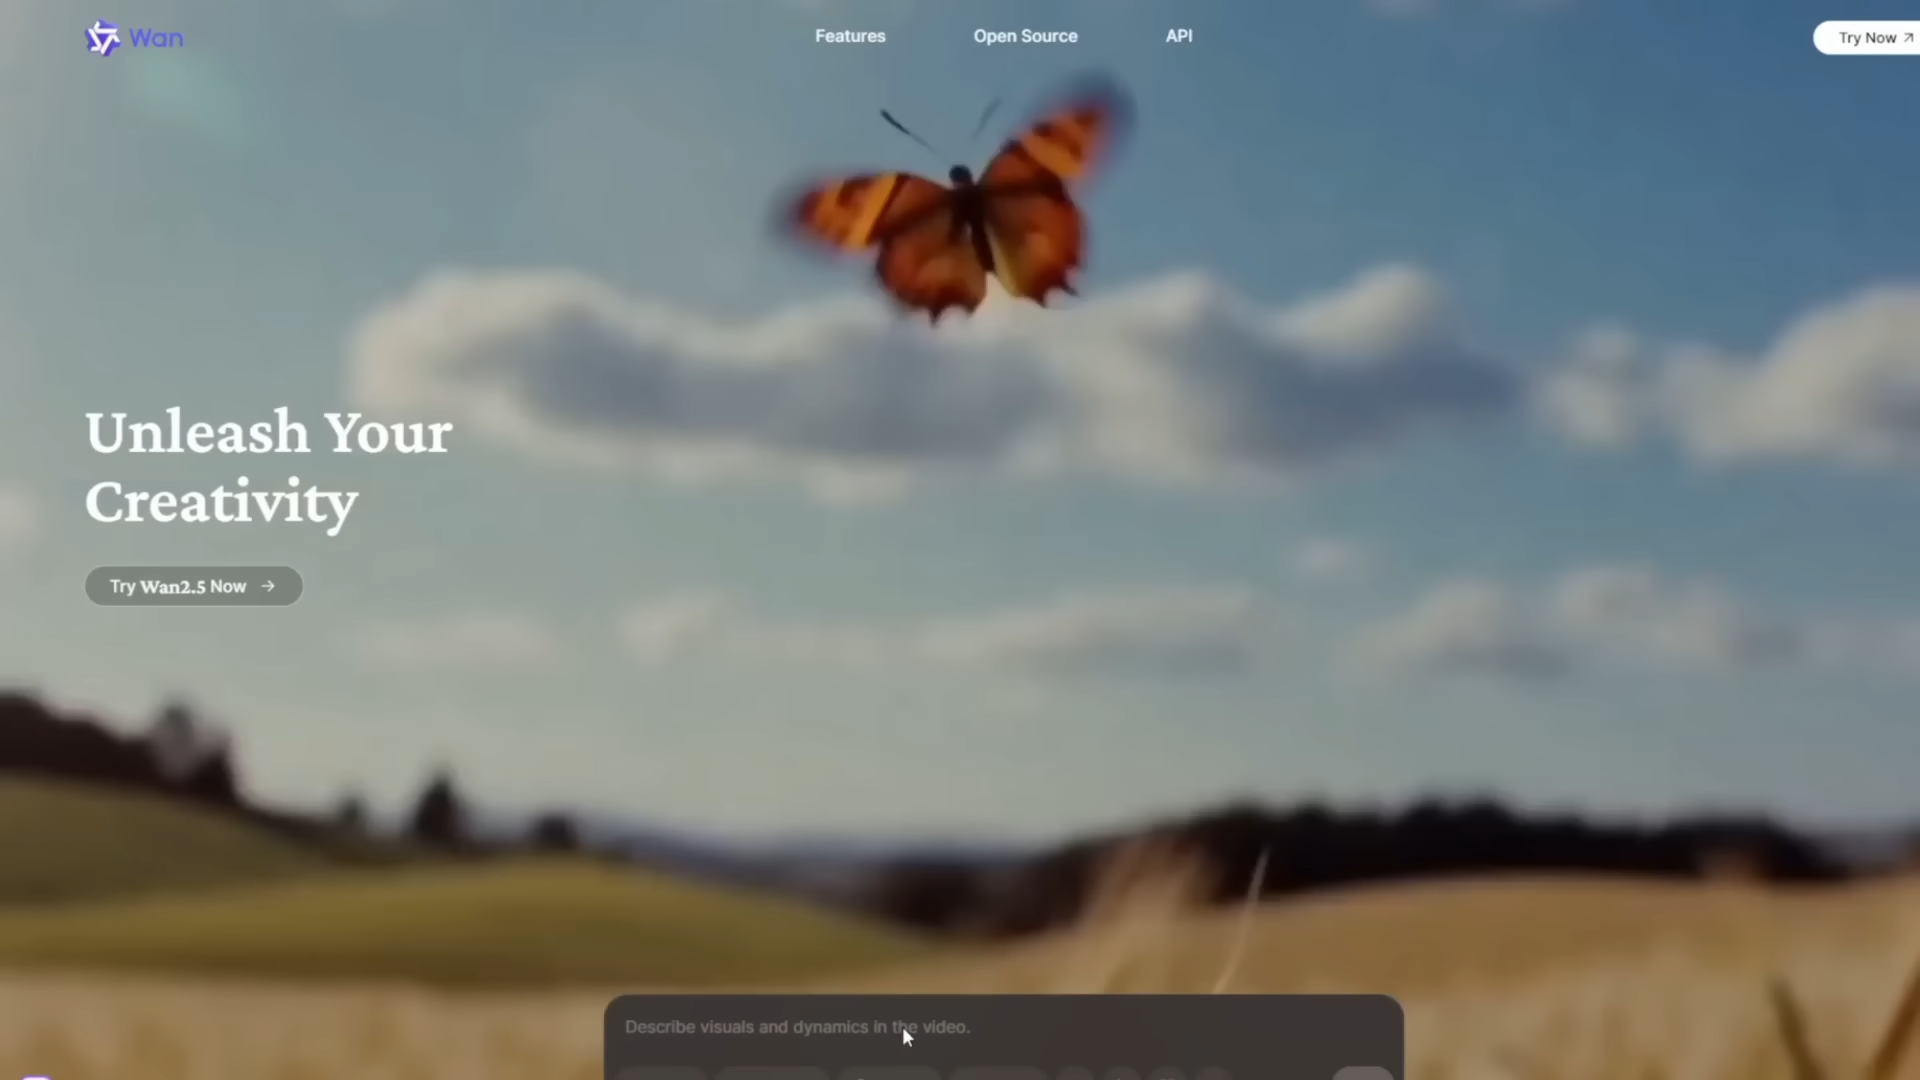 Wan
Features
Open Source
API
Try Now
Unleash Your
Creativity
Try Wan2.5 Now
Describe visuals and dynamics in the video.